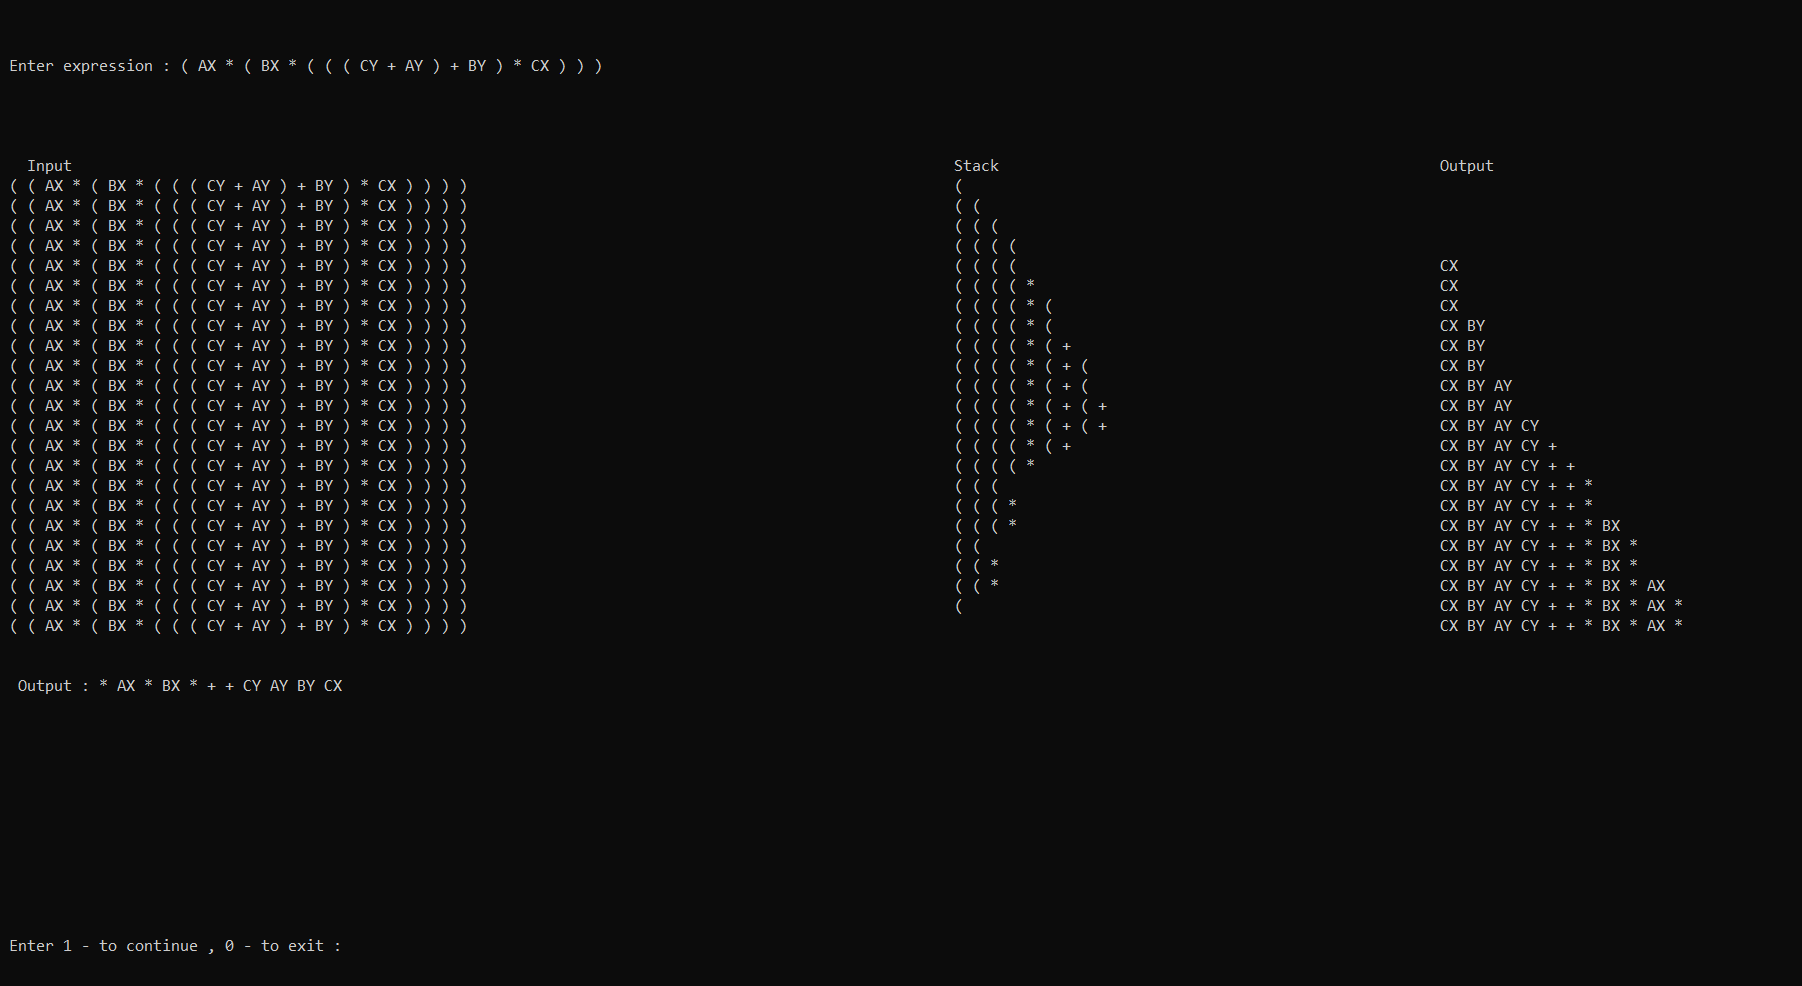 Enter expression : ( AX * ( BX * ( ( ( CY + AY ) + BY ) * CX ) ) )
Input Stack Output
( ( AX * ( BX * ( ( ( CY + AY ) + BY ) * CX ) ) ) ) (
( ( AX * ( BX * ( ( ( CY + AY ) + BY ) * CX ) ) ) ) ( (
( ( AX * ( BX * ( ( ( CY + AY ) + BY ) * CX ) ) ) ) ( ( (
( ( AX * ( BX * ( ( ( CY + AY ) + BY ) * CX ) ) ) ) ( ( ( (
( ( AX * ( BX * ( ( ( CY + AY ) + BY ) * CX ) ) ) ) ( ( ( ( CX
( ( AX * ( BX * ( ( ( CY + AY ) + BY ) * CX ) ) ) ) ( ( ( ( * CX
( ( AX * ( BX * ( ( ( CY + AY ) + BY ) * CX ) ) ) ) ( ( ( ( * ( CX
( ( AX * ( BX * ( ( ( CY + AY ) + BY ) * CX ) ) ) ) ( ( ( ( * ( CX BY
( ( AX * ( BX * ( ( ( CY + AY ) + BY ) * CX ) ) ) ) ( ( ( ( * ( + CX BY
( ( AX * ( BX * ( ( ( CY + AY ) + BY ) * CX ) ) ) ) ( ( ( ( * ( + ( CX BY
( ( AX * ( BX * ( ( ( CY + AY ) + BY ) * CX ) ) ) ) ( ( ( ( * ( + ( CX BY AY
( ( AX * ( BX * ( ( ( CY + AY ) + BY ) * CX ) ) ) ) ( ( ( ( * ( + ( + CX BY AY
( ( AX * ( BX * ( ( ( CY + AY ) + BY ) * CX ) ) ) ) ( ( ( ( * ( + ( + CX BY AY CY
( ( AX * ( BX * ( ( ( CY + AY ) + BY ) * CX ) ) ) ) ( ( ( ( * ( + CX BY AY CY +
( ( AX * ( BX * ( ( ( CY + AY ) + BY ) * CX ) ) ) ) ( ( ( ( * CX BY AY CY + +
( ( AX * ( BX * ( ( ( CY + AY ) + BY ) * CX ) ) ) ) ( ( ( CX BY AY CY + + *
( ( AX * ( BX * ( ( ( CY + AY ) + BY ) * CX ) ) ) ) ( ( ( * CX BY AY CY + + *
( ( AX * ( BX * ( ( ( CY + AY ) + BY ) * CX ) ) ) ) ( ( ( * CX BY AY CY + + * BX
( ( AX * ( BX * ( ( ( CY + AY ) + BY ) * CX ) ) ) ) ( ( CX BY AY CY + + * BX *
( ( AX * ( BX * ( ( ( CY + AY ) + BY ) * CX ) ) ) ) ( ( * CX BY AY CY + + * BX *
( ( AX * ( BX * ( ( ( CY + AY ) + BY ) * CX ) ) ) ) ( ( * CX BY AY CY + + * BX * AX
( ( AX * ( BX * ( ( ( CY + AY ) + BY ) * CX ) ) ) ) ( CX BY AY CY + + * BX * AX *
( ( AX * ( BX * ( ( ( CY + AY ) + BY ) * CX ) ) ) ) CX BY AY CY + + * BX * AX *
Output : * AX * BX * + + CY AY BY CX
Enter 1 - to continue , 0 - to exit :